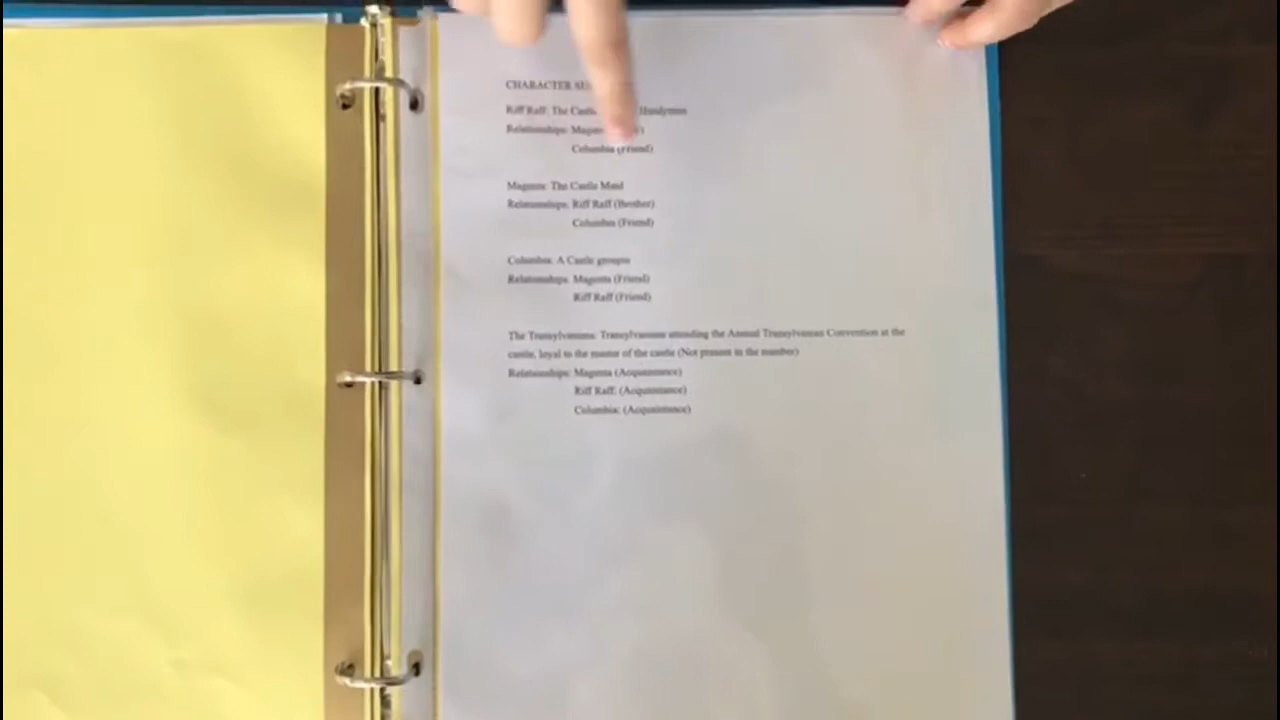 CHARACTER
Riff Raff: The Castle Handyman
Relationships:
Columbia (Friend)
Magenta: The Castle Maid
Relationships: Riff Raff (Brother)
Columbia (Friend)
Columbia: A Castle groupie
Relationships: Magenta (Friend)
Riff Raff (Friend)
The Transylvanians: Transylvanians attending the Annual Transylvanian Convention at the
castle, loyal to the master of the castle (Not present in the number)
Relationships: Magenta (Acquaintance)
Riff Raff: (Acquaintance)
Columbia: (Acquaintance)